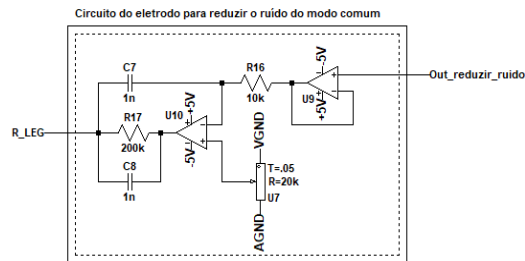 Circuito do eletrodo para reduzir o ruído do modo comum
C7
1n
R16
10k
-5V
+5V
U9
Out_reduzir_ruido
R_LEG
R17
200k
U10
+5V
-5V
C8
1n
VGND
T=.05
R=20k
U7
AGND